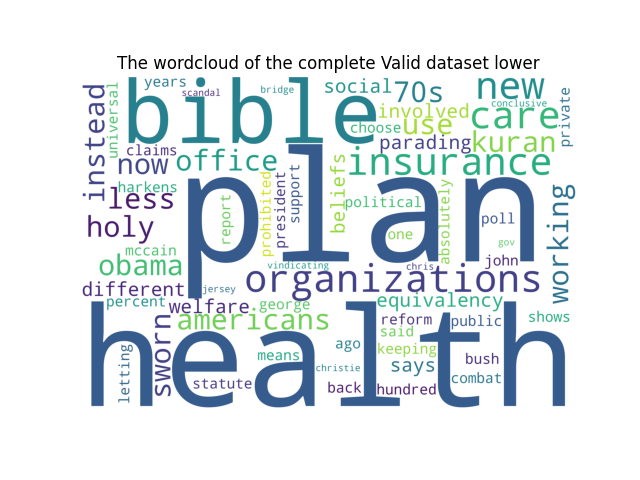 The wordcloud of the complete Valid dataset lower
years
scandal
bridge
social
70s
new
conclusive
private
universal
instead
bible
involved
choose
use
care
parading
kuran
claims
now
office
insurance
harkens
less
holy
plan
prohibited
president
support
beliefs
report
political
absolutely
one
poll
gov
working
mccain
obama
vindicating
chris
john
different
jersey
organizations
percent
welfare
george
equivalency
americans
health
sworn
letting
reform
public
shows
said
keeping
ago
means
says
bush
combat
christie
statute
back
hundred